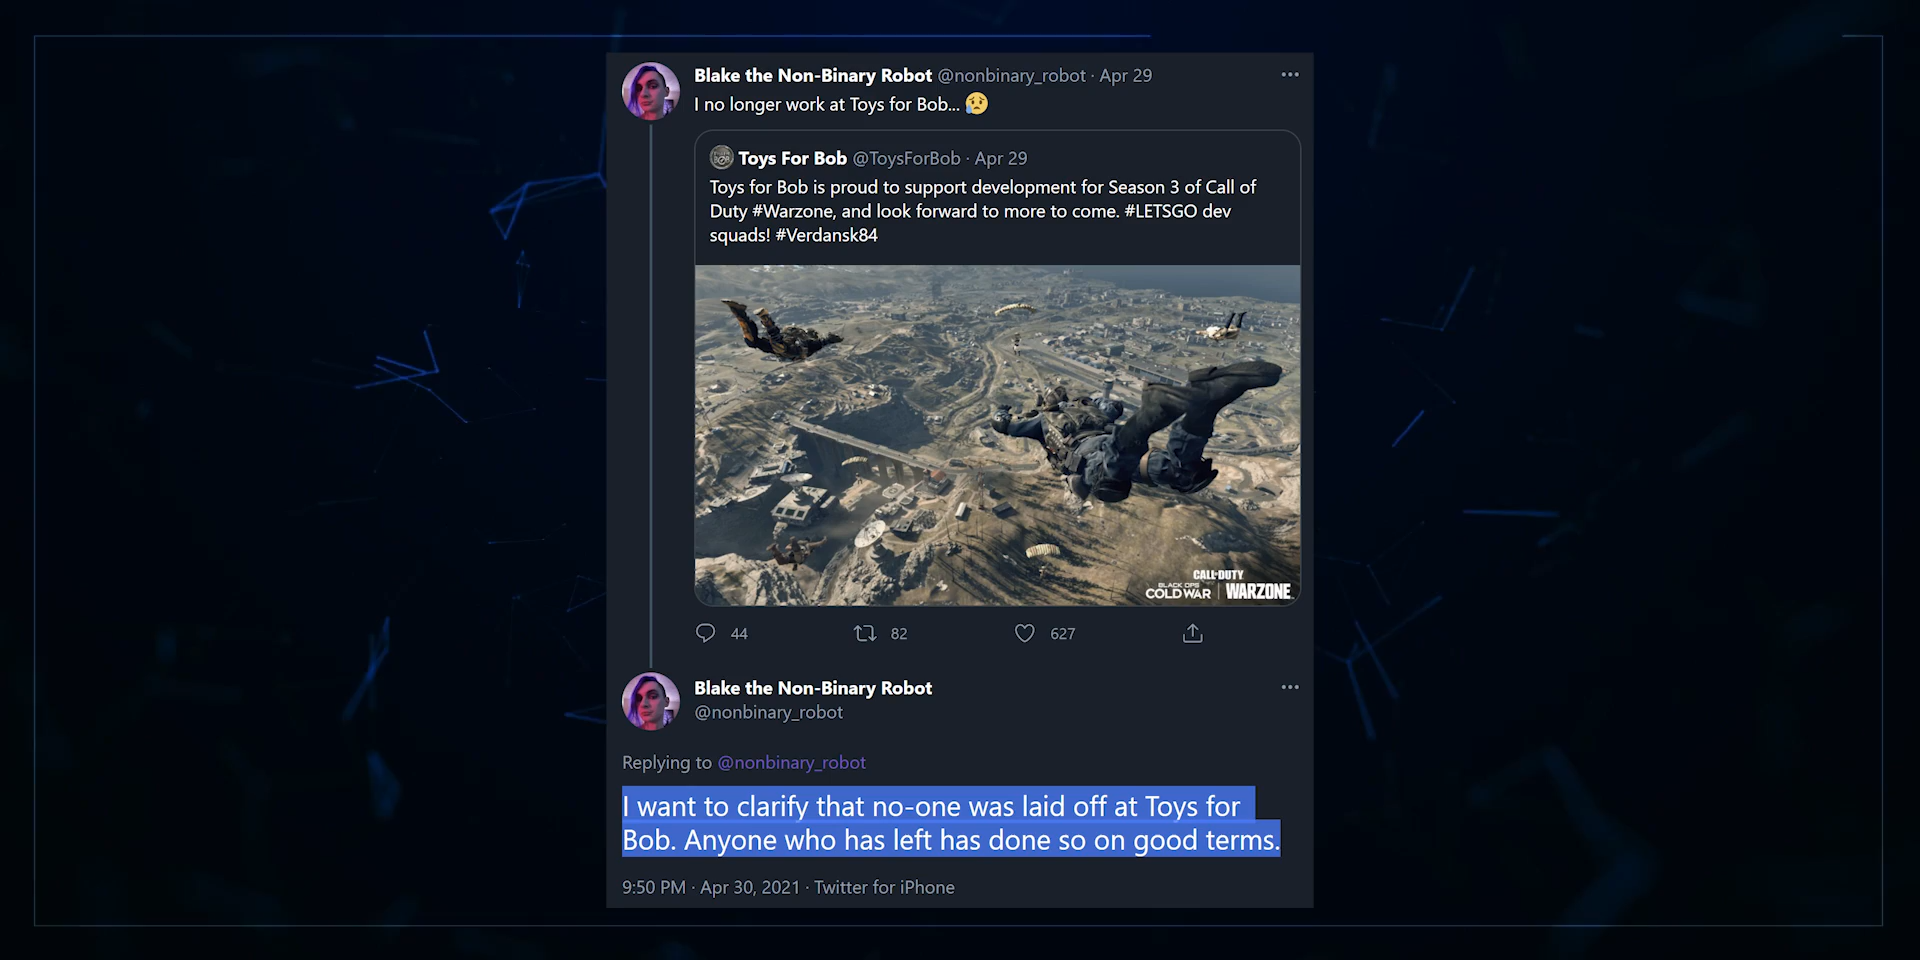 Blake the Non-Binary Robot @nonbinary_robot · Apr 29
I no longer work at Toys for Bob... 😥
Toys For Bob @ToysForBob · Apr 29
Toys for Bob is proud to support development for Season 3 of Call of
Duty #Warzone, and look forward to more to come. #LETSGO dev
squads! #Verdansk84
CALL OF DUTY
BLACK OPS
COLD WAR | WARZONE
44 82 627
Blake the Non-Binary Robot
@nonbinary_robot
Replying to @nonbinary_robot
I want to clarify that no-one was laid off at Toys for
Bob. Anyone who has left has done so on good terms.
9:50 PM · Apr 30, 2021 · Twitter for iPhone